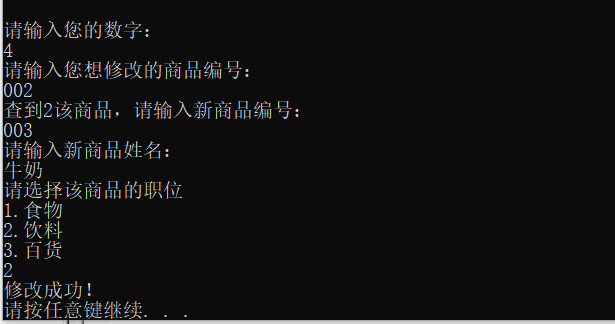 请输入您的数字：
4
请输入您想修改的商品编号：
002
查到2该商品，请输入新商品编号：
003
请输入新商品姓名：
牛奶
请选择该商品的职位
1.食物
2.饮料
3.百货
2
修改成功！
请按任意键继续. . .